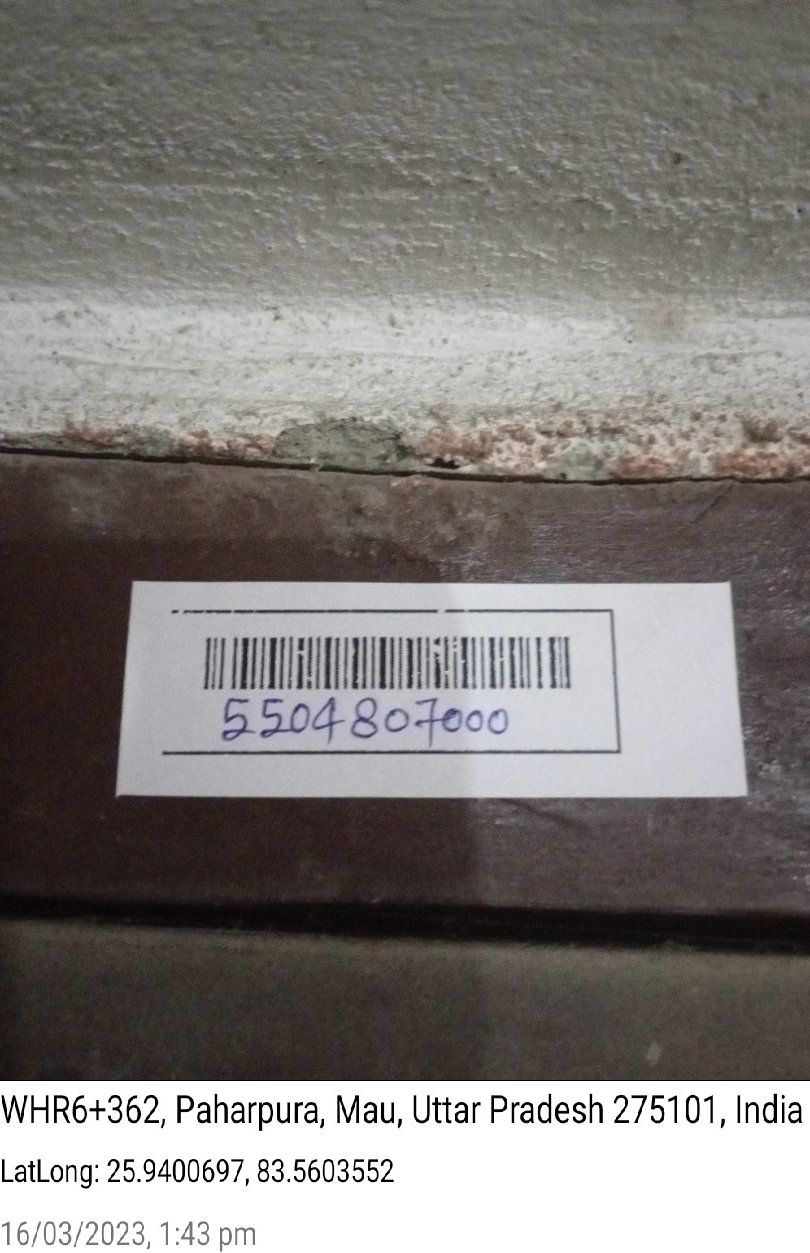 5504807000
WHR6+362, Paharpura, Mau, Uttar Pradesh 275101, India
LatLong: 25.9400697, 83.5603552
16/03/2023, 1:43 pm